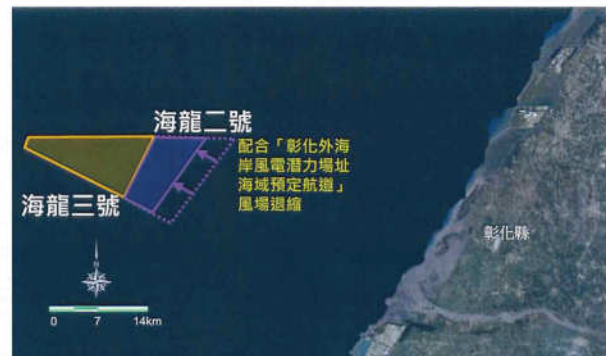 海龍二號
配合「彰化外海
岸風電潛力場址
海域預定航道」
風場退縮
海龍三號
彰化縣
N
0 7 14km